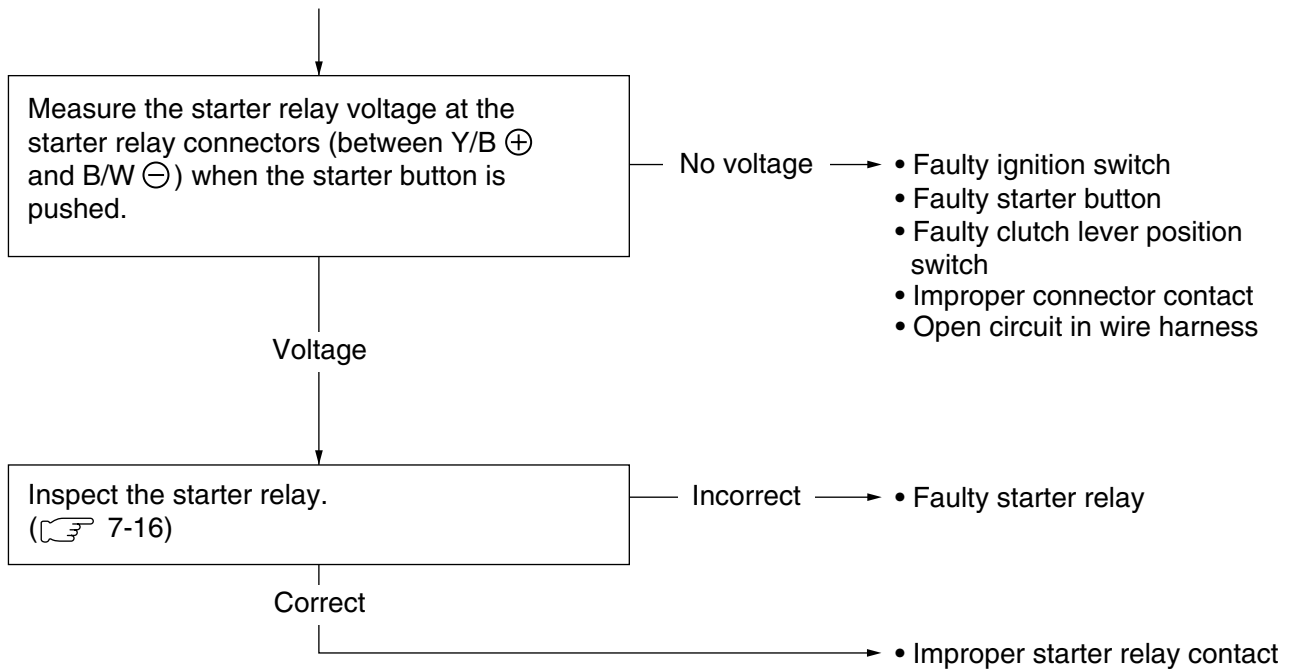 Measure the starter relay voltage at the
starter relay connectors (between Y/B ⊕
and B/W ⊖) when the starter button is
pushed.
No voltage
• Faulty ignition switch
• Faulty starter button
• Faulty clutch lever position
switch
• Improper connector contact
• Open circuit in wire harness
Voltage
Inspect the starter relay.
(☞ 7-16)
Incorrect
• Faulty starter relay
Correct
• Improper starter relay contact